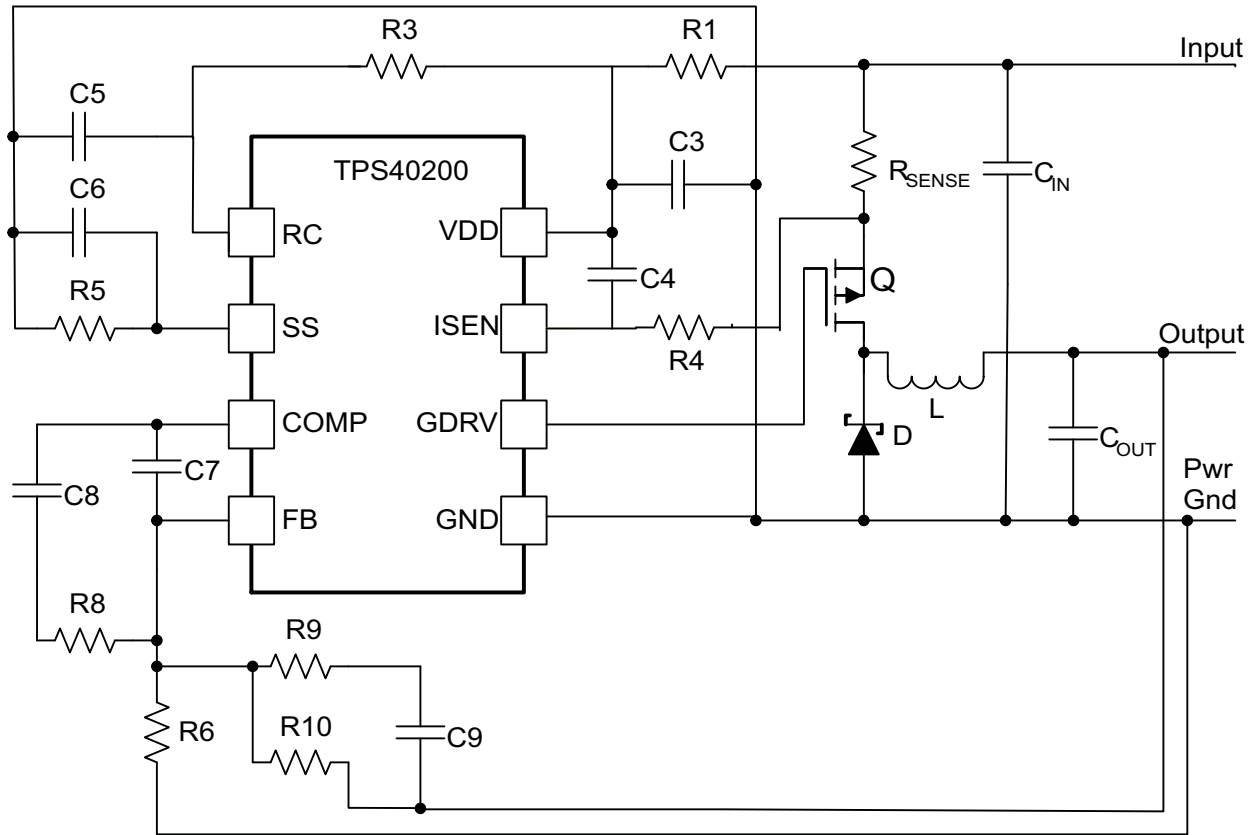 R3
R1
Input
C5
C3
TPS40200
RSENSE
CIN
C6
RC
VDD
C4
Q
R5
SS
ISEN
R4
Output
L
COMP
GDRV
D
COUT
C7
C8
Pwr
Gnd
FB
GND
R8
R9
R6
R10
C9